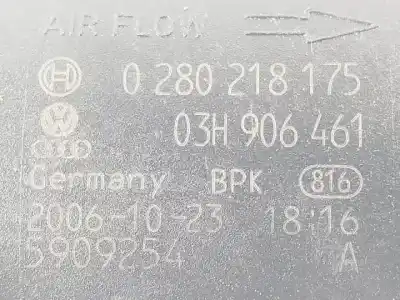 AIR FLOW
0 280 218 175
03H 906 461
Germany BPK 816
2006-10-23 18:16
5909254 A